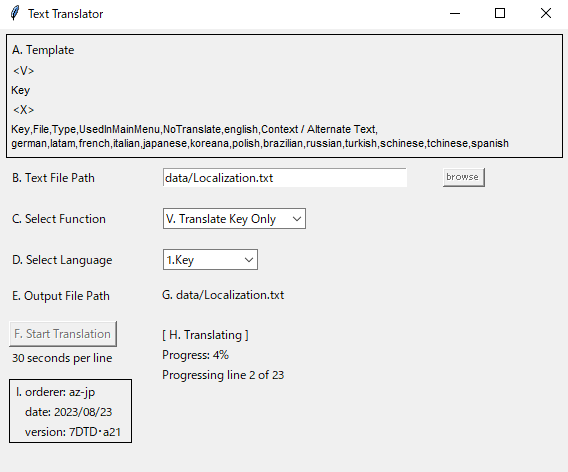 Text Translator
A. Template
<V>
Key
<X>
Key,File,Type,UsedInMainMenu,NoTranslate,english,Context / Alternate Text,
german,latam,french,italian,japanese,koreana,polish,brazilian,russian,turkish,schinese,tchinese,spanish
B. Text File Path
data/Localization.txt
browse
C. Select Function
V. Translate Key Only
D. Select Language
1.Key
E. Output File Path
G. data/Localization.txt
F. Start Translation
[ H. Translating ]
30 seconds per line
Progress: 4%
Progressing line 2 of 23
I. orderer: az-jp
date: 2023/08/23
version: 7DTD･a21